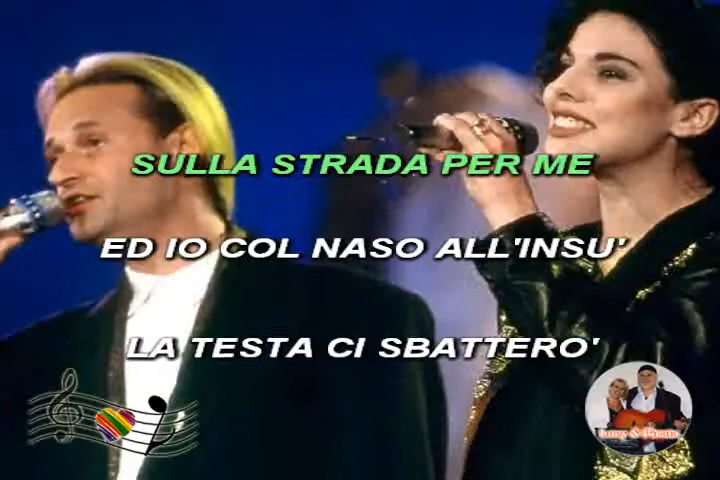 SULLA STRADA PER ME
ED IO COL NASO ALL'INSU'
LA TESTA CI SBATTERO'